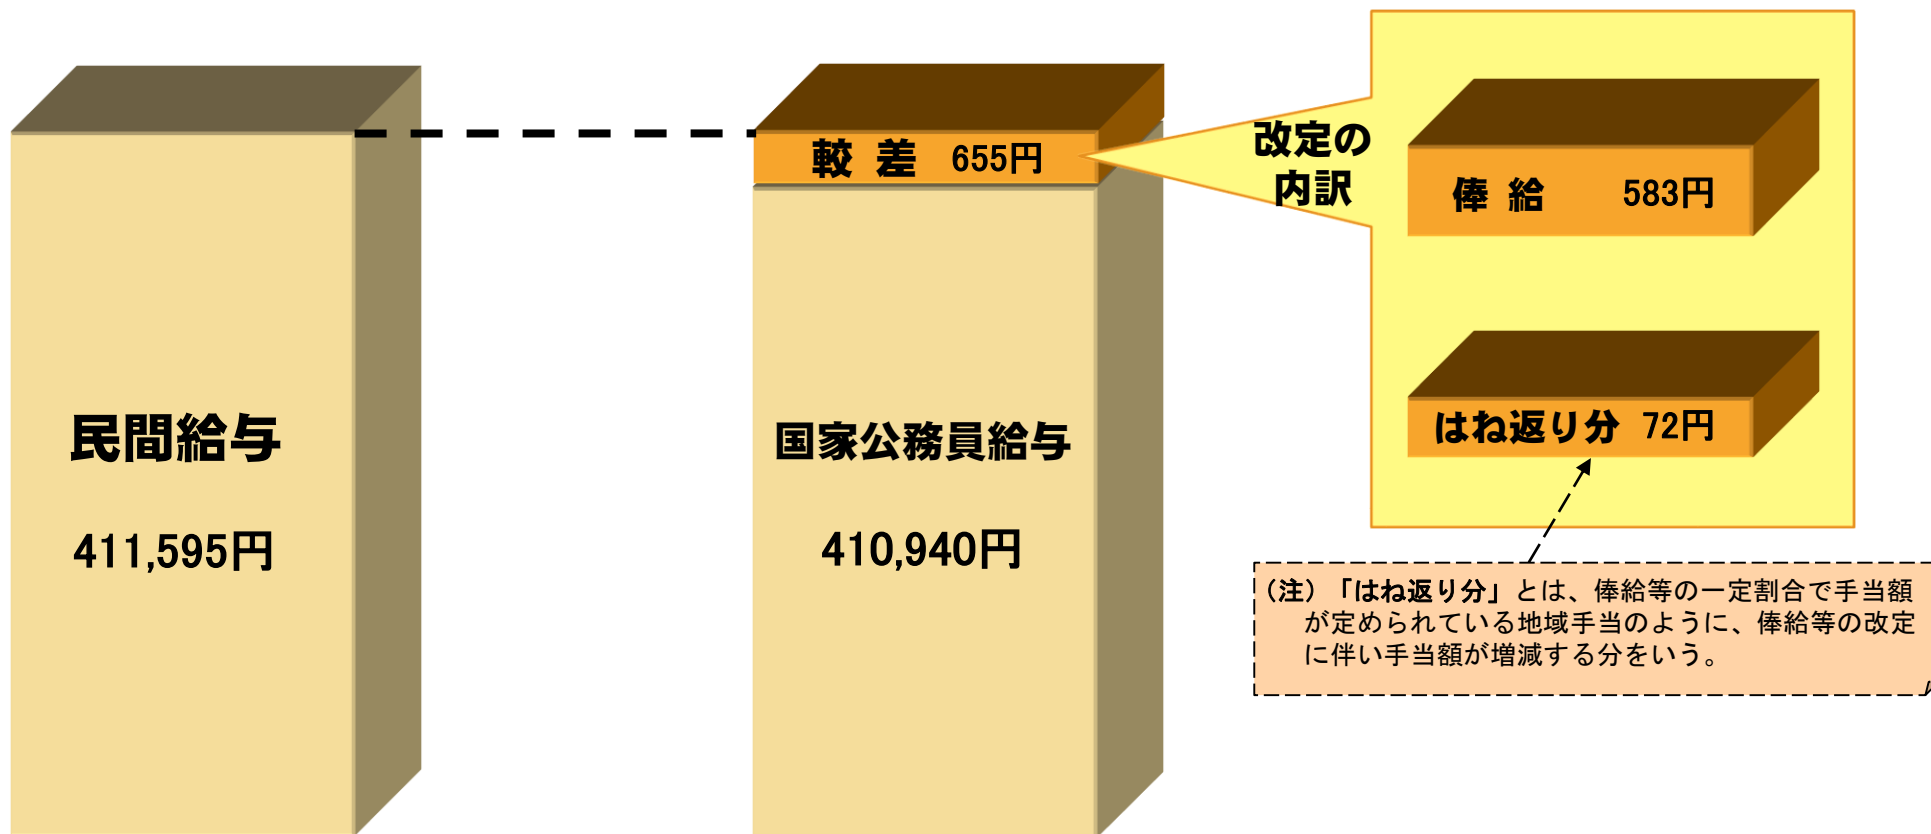 民間給与
411,595円
較 差 655円
国家公務員給与
410,940円
改定の
内訳
俸 給 583円
はね返り分 72円
(注)「はね返り分」とは、俸給等の一定割合で手当額
が定められている地域手当のように、俸給等の改定
に伴い手当額が増減する分をいう。